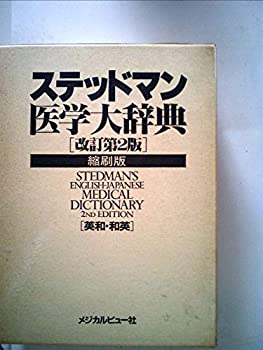 ステッドマン
医学大辞典
[改訂第2版]
縮刷版
STEDMAN'S
ENGLISH-JAPANESE
MEDICAL
DICTIONARY
2ND EDITION
[英和・和英]
メジカルビュー社